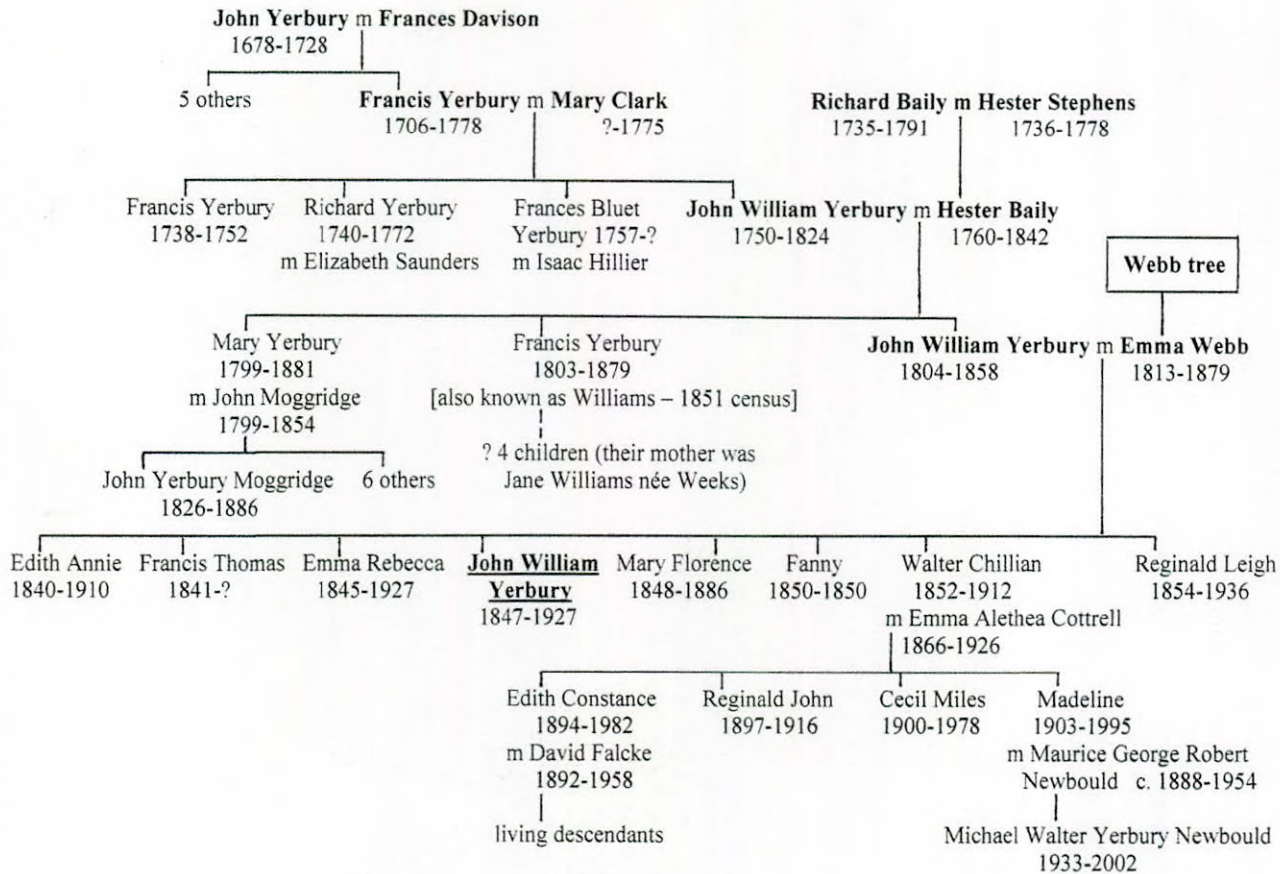 John Yerbury m Frances Davison
1678-1728
5 others
Francis Yerbury m Mary Clark
1706-1778 ?-1775
Richard Baily m Hester Stephens
1735-1791 1736-1778
Francis Yerbury
1738-1752
Richard Yerbury
1740-1772
m Elizabeth Saunders
Frances Bluet
Yerbury 1757-?
m Isaac Hillier
John William Yerbury m Hester Baily
1750-1824 1760-1842
Webb tree
Mary Yerbury
1799-1881
m John Moggridge
1799-1854
Francis Yerbury
1803-1879
[also known as Williams – 1851 census]
John William Yerbury m Emma Webb
1804-1858 1813-1879
? 4 children (their mother was
Jane Williams née Weeks)
John Yerbury Moggridge
1826-1886
6 others
Edith Annie
1840-1910
Francis Thomas
1841-?
Emma Rebecca
1845-1927
John William
Yerbury
1847-1927
Mary Florence
1848-1886
Fanny
1850-1850
Walter Chillian
1852-1912
m Emma Alethea Cottrell
1866-1926
Reginald Leigh
1854-1936
Edith Constance
1894-1982
m David Falcke
1892-1958
living descendants
Reginald John
1897-1916
Cecil Miles
1900-1978
Madeline
1903-1995
m Maurice George Robert
Newbould c. 1888-1954
Michael Walter Yerbury Newbould
1933-2002